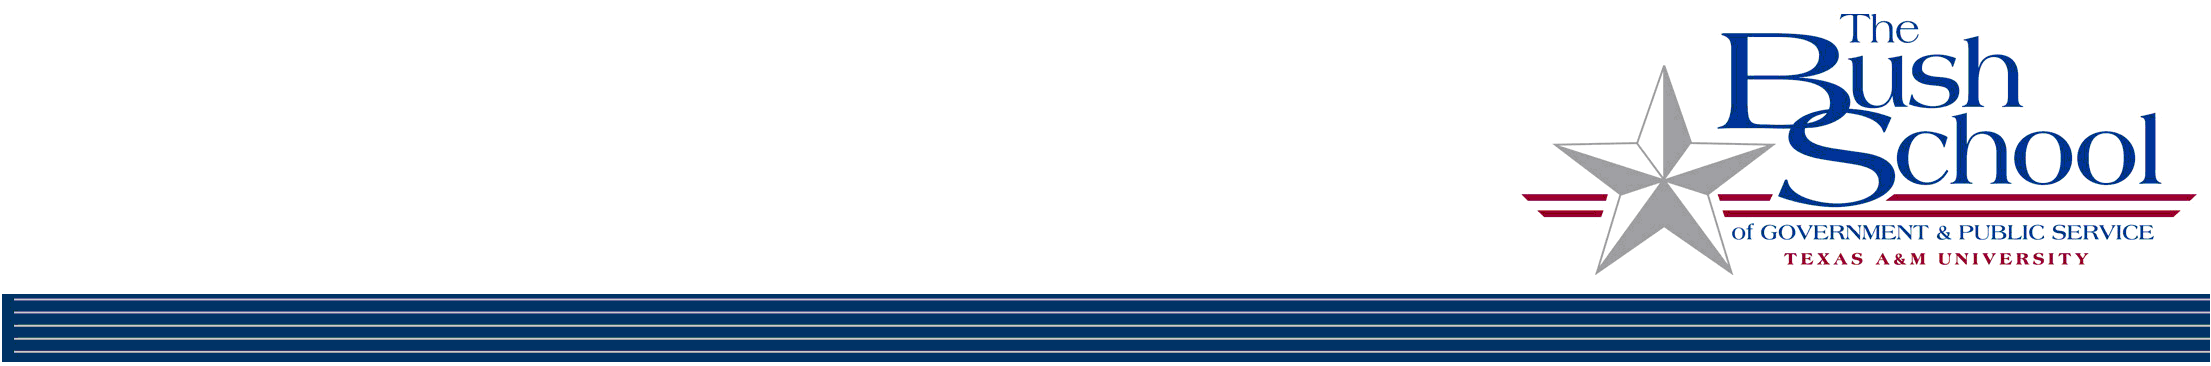 The
Bush
School
of GOVERNMENT & PUBLIC SERVICE
TEXAS A&M UNIVERSITY